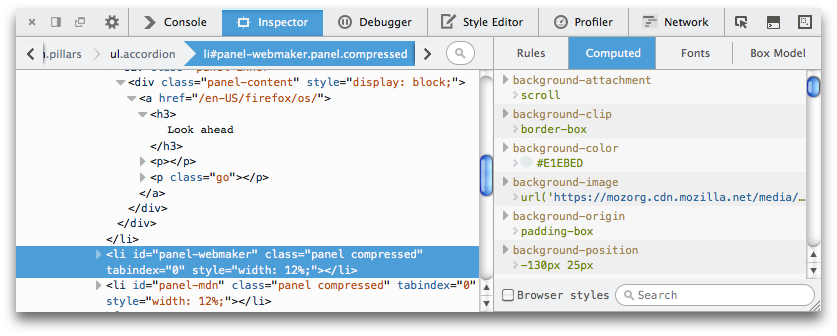 Console Inspector Debugger Style Editor Profiler Network
.pillars ul.accordion li#panel-webmaker.panel.compressed
Rules Computed Fonts Box Model
<div class="panel-content" style="display: block;">
<a href="/en-US/firefox/os/">
<h3>
Look ahead
</h3>
<p></p>
<p class="go"></p>
</a>
</div>
</div>
</li>
<li id="panel-webmaker" class="panel compressed"
tabindex="0" style="width: 12%;"></li>
<li id="panel-mdn" class="panel compressed" tabindex="0"
style="width: 12%;"></li>
background-attachment
scroll
background-clip
border-box
background-color
#E1EBED
background-image
url('https://mozorg.cdn.mozilla.net/media/…
background-origin
padding-box
background-position
-130px 25px
Browser styles Search